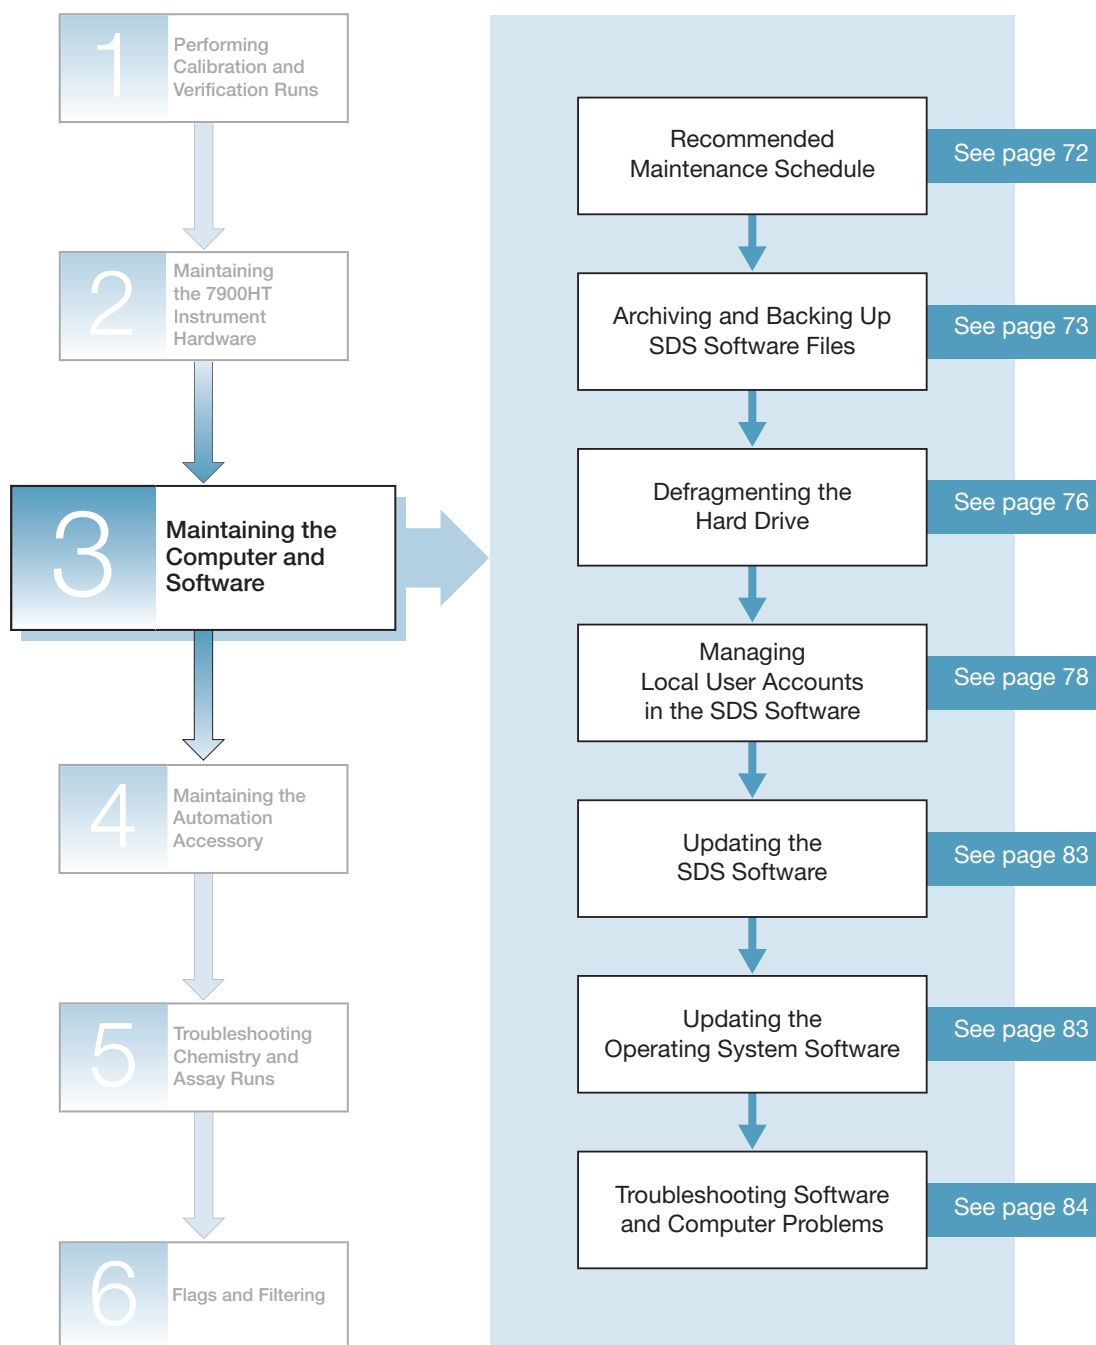 1
Performing
Calibration and
Verification Runs
2
Maintaining
the 7900HT
Instrument
Hardware
3
Maintaining the
Computer and
Software
4
Maintaining the
Automation
Accessory
5
Troubleshooting
Chemistry and
Assay Runs
6
Flags and Filtering
Recommended
Maintenance Schedule
See page 72
Archiving and Backing Up
SDS Software Files
See page 73
Defragmenting the
Hard Drive
See page 76
Managing
Local User Accounts
in the SDS Software
See page 78
Updating the
SDS Software
See page 83
Updating the
Operating System Software
See page 83
Troubleshooting Software
and Computer Problems
See page 84